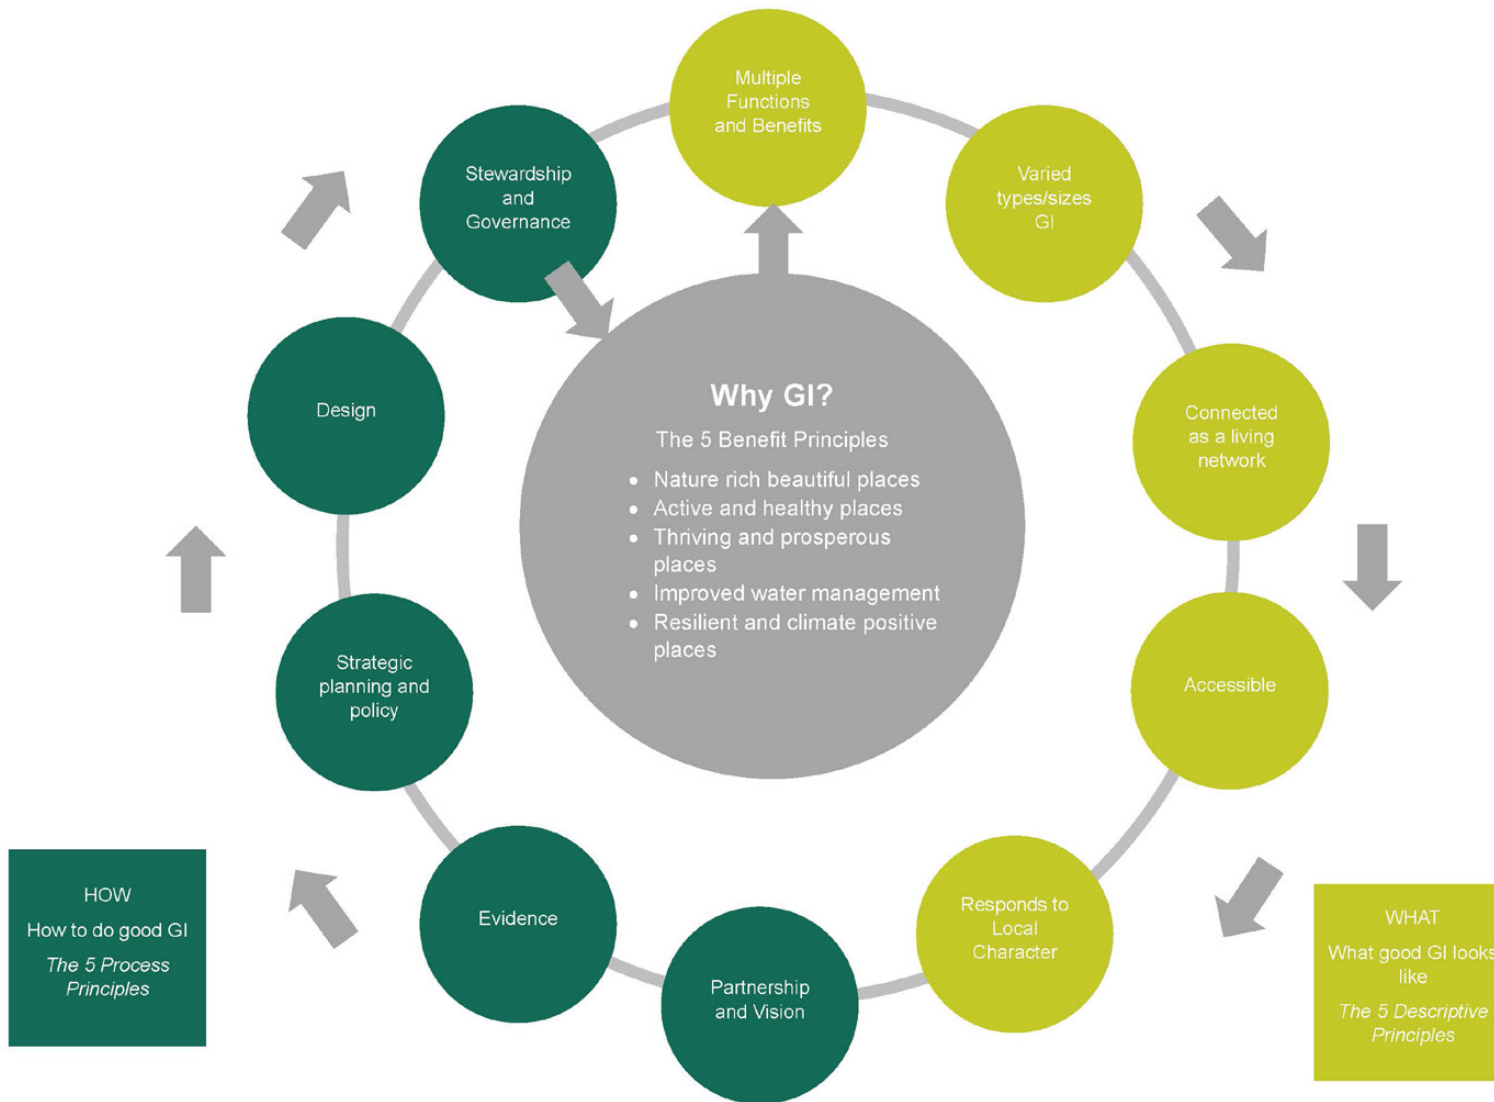 Multiple
Functions
and Benefits
Varied
types/sizes
GI
Connected
as a living
network
Accessible
Responds to
Local
Character
Partnership
and Vision
Evidence
Strategic
planning and
policy
Design
Stewardship
and
Governance
Why GI?
The 5 Benefit Principles
• Nature rich beautiful places
• Active and healthy places
• Thriving and prosperous
places
• Improved water management
• Resilient and climate positive
places
HOW
How to do good GI
The 5 Process
Principles
WHAT
What good GI looks
like
The 5 Descriptive
Principles